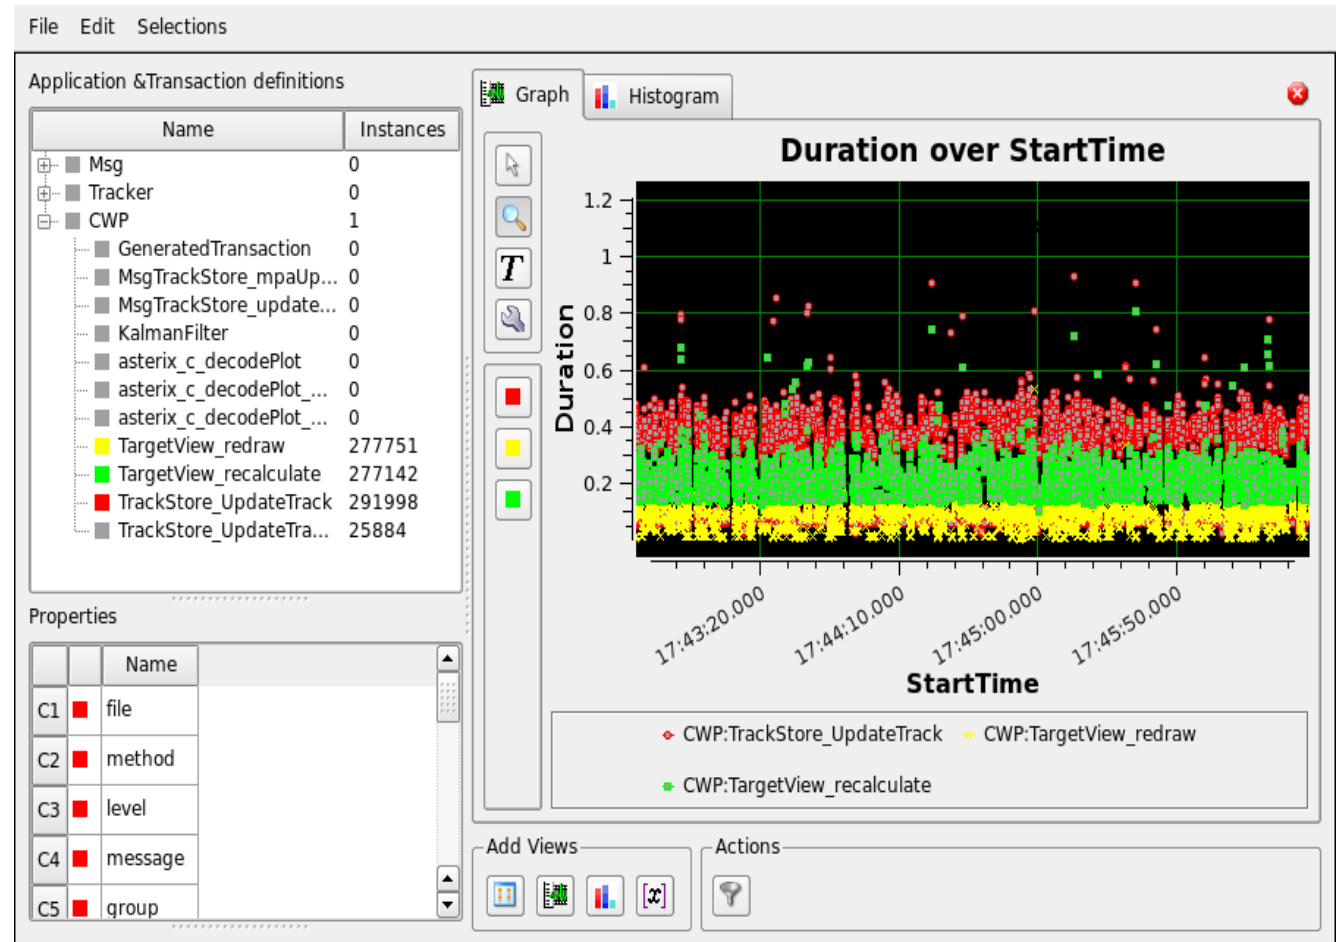 File Edit Selections
Application &Transaction definitions
Name Instances
Msg 0
Tracker 0
CWP 1
GeneratedTransaction 0
MsgTrackStore_mpaUp... 0
MsgTrackStore_update... 0
KalmanFilter 0
asterix_c_decodePlot 0
asterix_c_decodePlot_... 0
asterix_c_decodePlot_... 0
TargetView_redraw 277751
TargetView_recalculate 277142
TrackStore_UpdateTrack 291998
TrackStore_UpdateTra... 25884
Properties
Name
C1 file
C2 method
C3 level
C4 message
C5 group
Graph Histogram
T
Duration over StartTime
Duration
1.2
1
0.8
0.6
0.4
0.2
17:43:20.000 17:44:10.000 17:45:00.000 17:45:50.000
StartTime
CWP:TrackStore_UpdateTrack CWP:TargetView_redraw
CWP:TargetView_recalculate
Add Views Actions
[x]